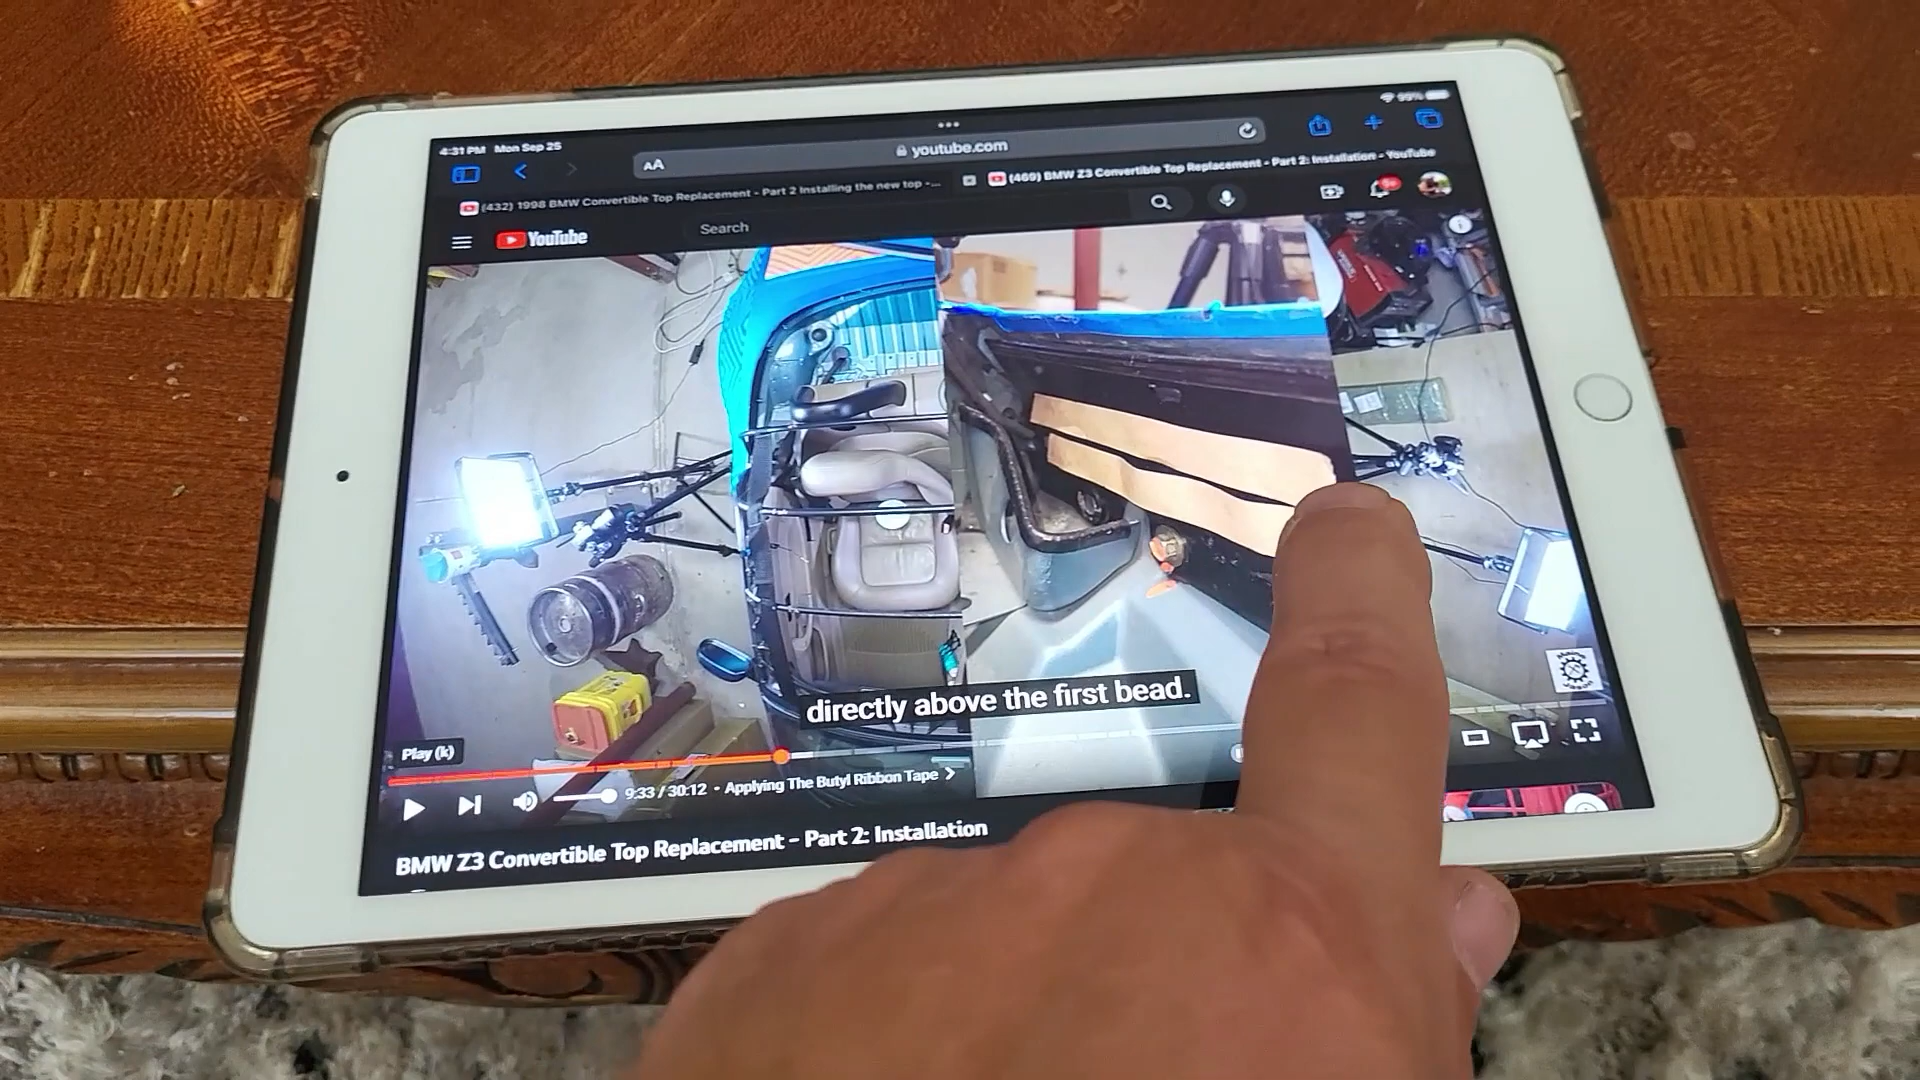 4:31 PM Mon Sep 25
99%
AA
youtube.com
(432) 1998 BMW Convertible Top Replacement - Part 2 Installing the new top -...
(469) BMW Z3 Convertible Top Replacement - Part 2: Installation - YouTube
YouTube
Search
9+
directly above the first bead.
Play (k)
9:33 / 30:12 • Applying The Butyl Ribbon Tape
BMW Z3 Convertible Top Replacement - Part 2: Installation